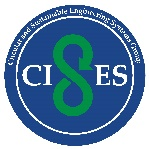 Circular and Sustainable Engineering Systems Group
CI ES